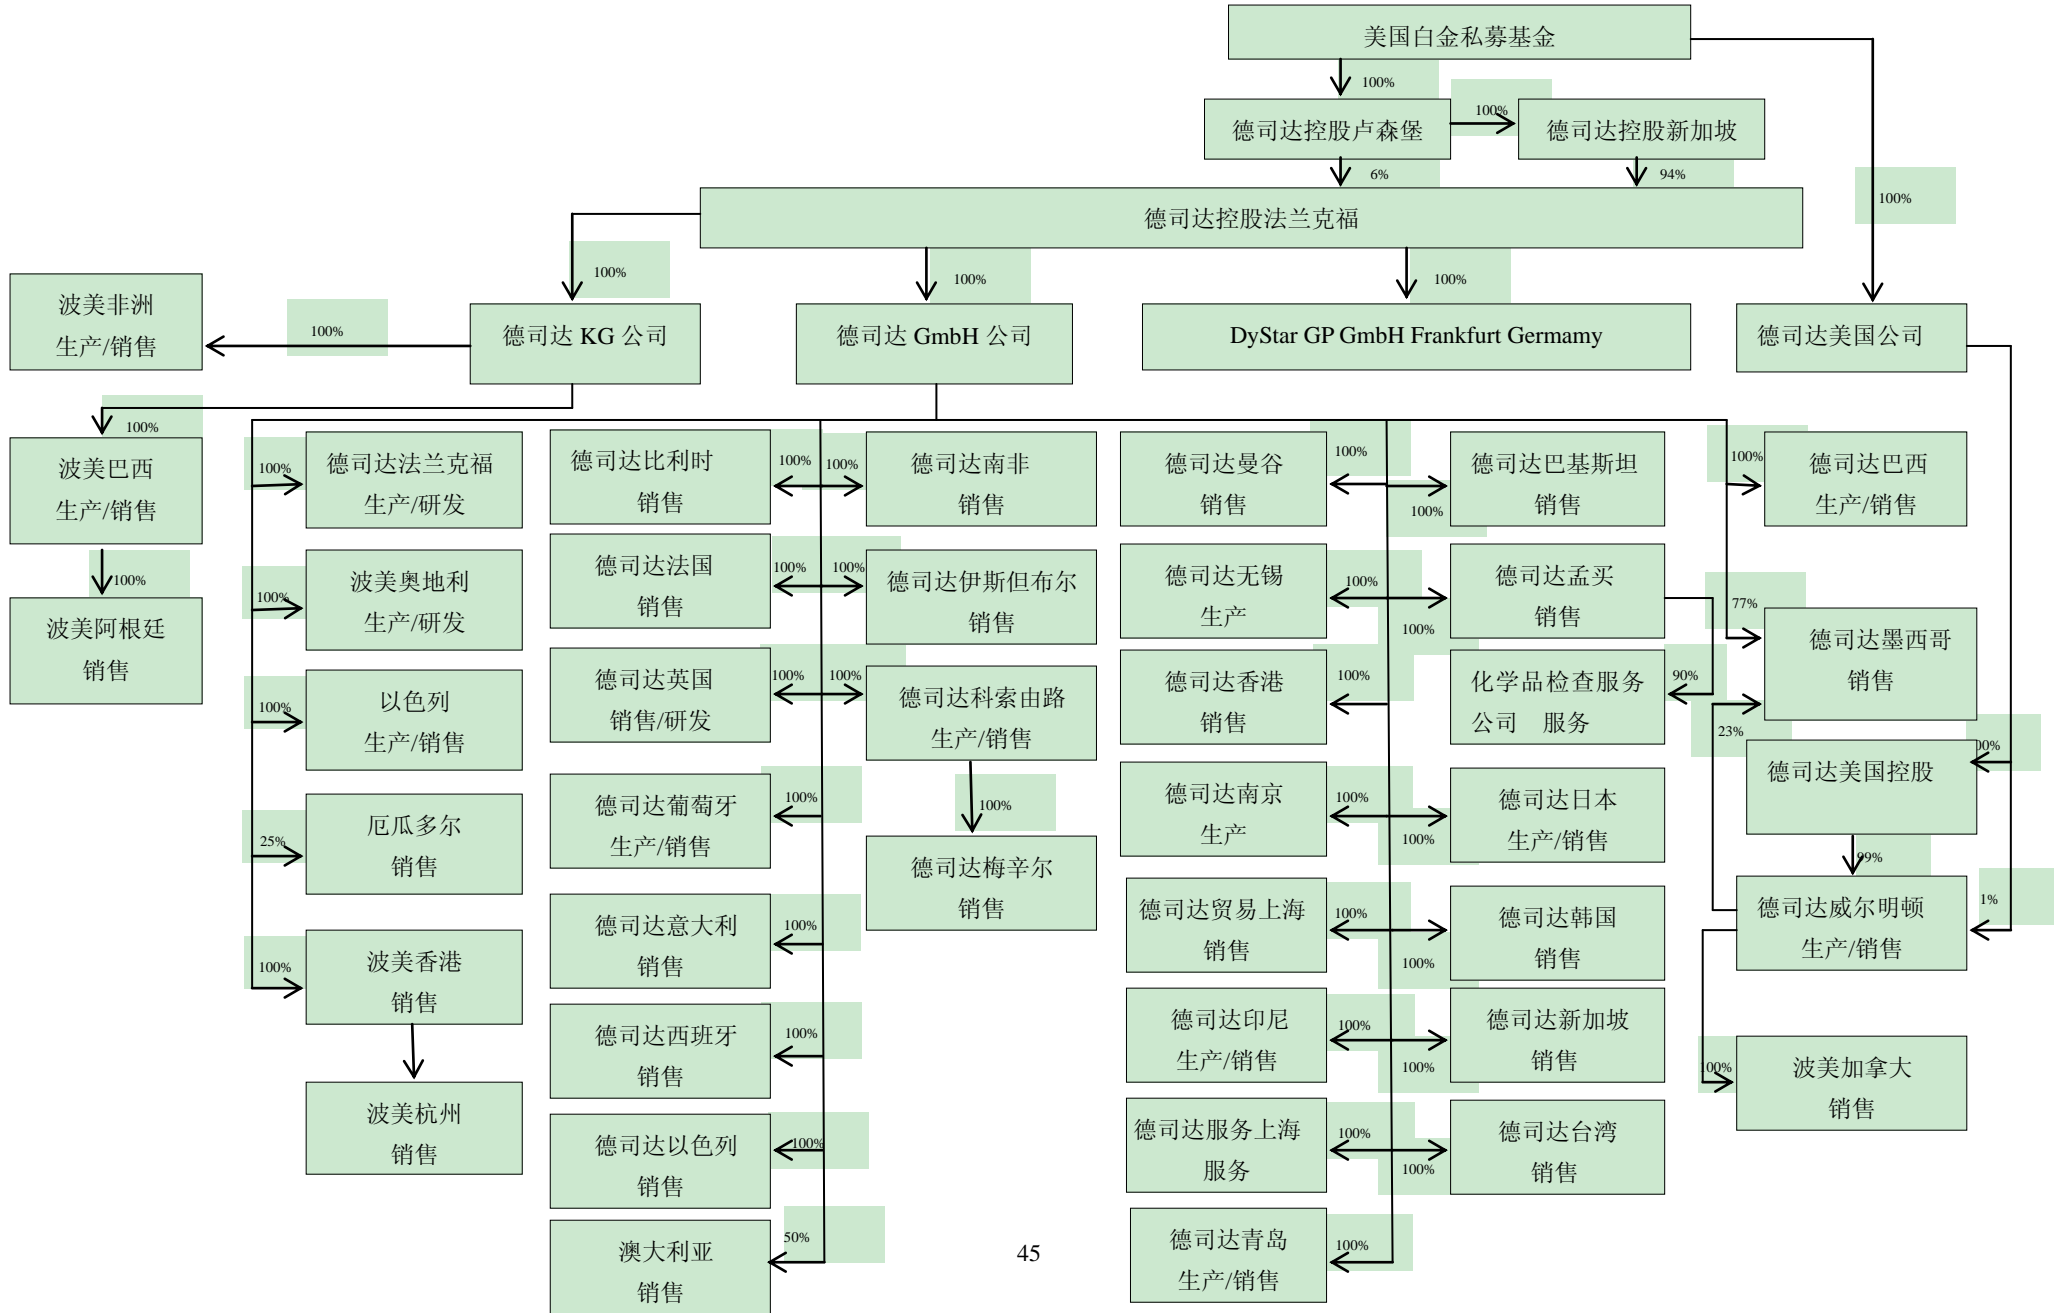 美国白金私募基金
100%
100%
德司达控股卢森堡
德司达控股新加坡
6%
94%
100%
德司达控股法兰克福
100%
100%
100%
波美非洲
生产/销售
100%
德司达 KG 公司
德司达 GmbH 公司
DyStar GP GmbH Frankfurt Germamy
德司达美国公司
100%
波美巴西
生产/销售
100%
波美阿根廷
销售
100%
德司达法兰克福
生产/研发
100%
波美奥地利
生产/研发
100%
以色列
生产/销售
25%
厄瓜多尔
销售
100%
波美香港
销售
波美杭州
销售
德司达比利时
销售
100%
100%
德司达南非
销售
德司达法国
销售
100%
100%
德司达伊斯但布尔
销售
德司达英国
销售/研发
100%
100%
德司达科索由路
生产/销售
德司达葡萄牙
生产/销售
100%
100%
德司达梅辛尔
销售
德司达意大利
销售
100%
德司达西班牙
销售
100%
德司达以色列
销售
100%
澳大利亚
销售
50%
德司达曼谷
销售
100%
100%
德司达巴基斯坦
销售
德司达无锡
生产
100%
100%
德司达孟买
销售
德司达香港
销售
100%
化学品检查服务
公司 服务
90%
德司达南京
生产
100%
100%
德司达日本
生产/销售
德司达贸易上海
销售
100%
100%
德司达韩国
销售
德司达印尼
生产/销售
100%
100%
德司达新加坡
销售
德司达服务上海
服务
100%
100%
德司达台湾
销售
德司达青岛
生产/销售
100%
100%
德司达巴西
生产/销售
77%
德司达墨西哥
销售
23%
00%
德司达美国控股
99%
德司达威尔明顿
生产/销售
1%
100%
波美加拿大
销售
45